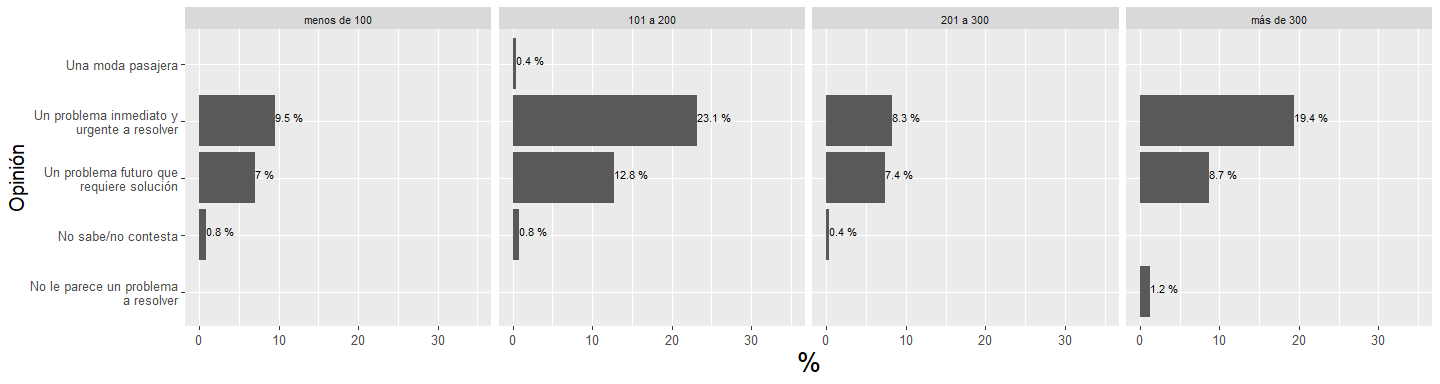 menos de 100
101 a 200
201 a 300
más de 300
Opinión
Una moda pasajera
0.4 %
Un problema inmediato y
urgente a resolver
9.5 %
23.1 %
8.3 %
19.4 %
Un problema futuro que
requiere solución
7 %
12.8 %
7.4 %
8.7 %
No sabe/no contesta
0.8 %
0.8 %
0.4 %
No le parece un problema
a resolver
1.2 %
0 10 20 30
0 10 20 30
0 10 20 30
0 10 20 30
%